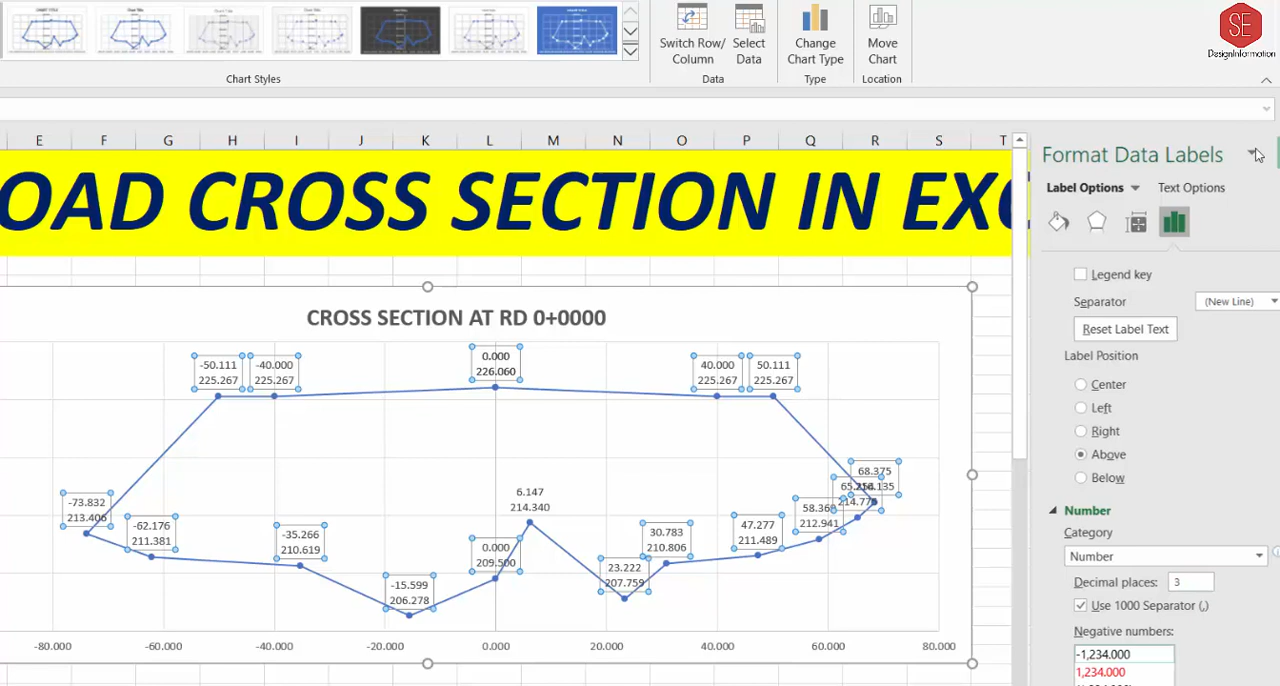 SE
DesignInformation
Switch Row/
Column
Select
Data
Change
Chart Type
Move
Chart
Chart Styles
Data
Type
Location
E F G H I J K L M N O P Q R S T
OAD CROSS SECTION IN EXC
Format Data Labels
Label Options
Text Options
Legend key
Separator
(New Line)
Reset Label Text
Label Position
Center
Left
Right
Above
Below
Number
Category
Number
Decimal places:
3
Use 1000 Separator (,)
Negative numbers:
-1,234.000
1,234.000
CROSS SECTION AT RD 0+0000
-50.111
225.267
-40.000
225.267
0.000
226.060
40.000
225.267
50.111
225.267
-73.832
213.406
-62.176
211.381
-35.266
210.619
-15.599
206.278
0.000
209.500
6.147
214.340
23.222
207.759
30.783
210.806
47.277
211.489
212.941
68.375
-80.000
-60.000
-40.000
-20.000
0.000
20.000
40.000
60.000
80.000